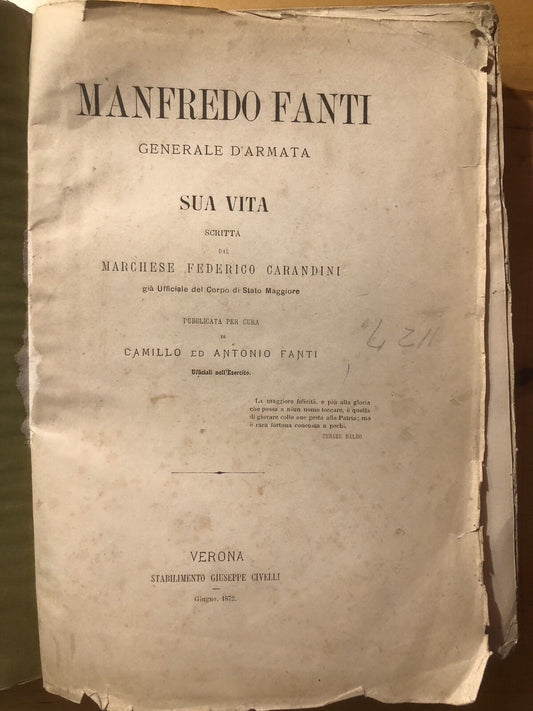 MANFREDO FANTI
GENERALE D'ARMATA
SUA VITA
SCRITTA
DAL
MARCHESE FEDERICO CARANDINI
già Ufficiale del Corpo di Stato Maggiore
PUBBLICATA PER CURA
DI
CAMILLO ED ANTONIO FANTI
Ufficiali nell'Esercito.
La maggiore felicità, e più alta gloria
che possa a niun uomo toccare, è quella
di giovare colle sue gesta alla Patria; ma
è rara fortuna concessa a pochi.
CESARE BALBO
VERONA
STABILIMENTO GIUSEPPE CIVELLI
Giugno, 1872.